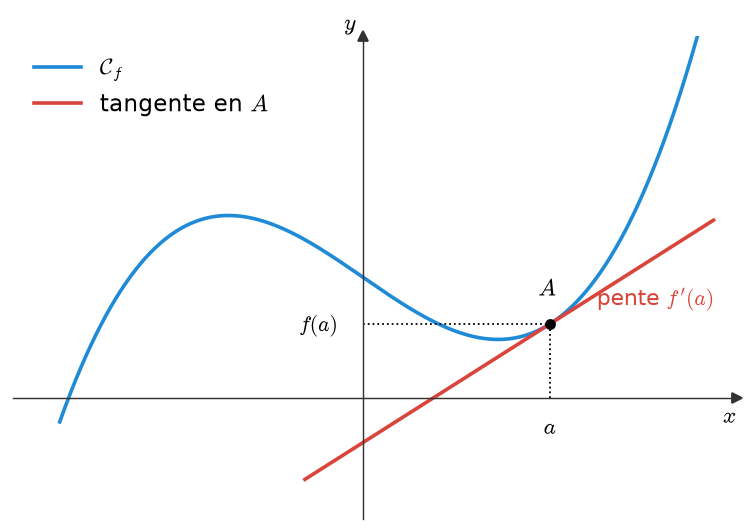 y
𝒞_f
tangente en A
A
pente f′(a)
f(a)
x
a